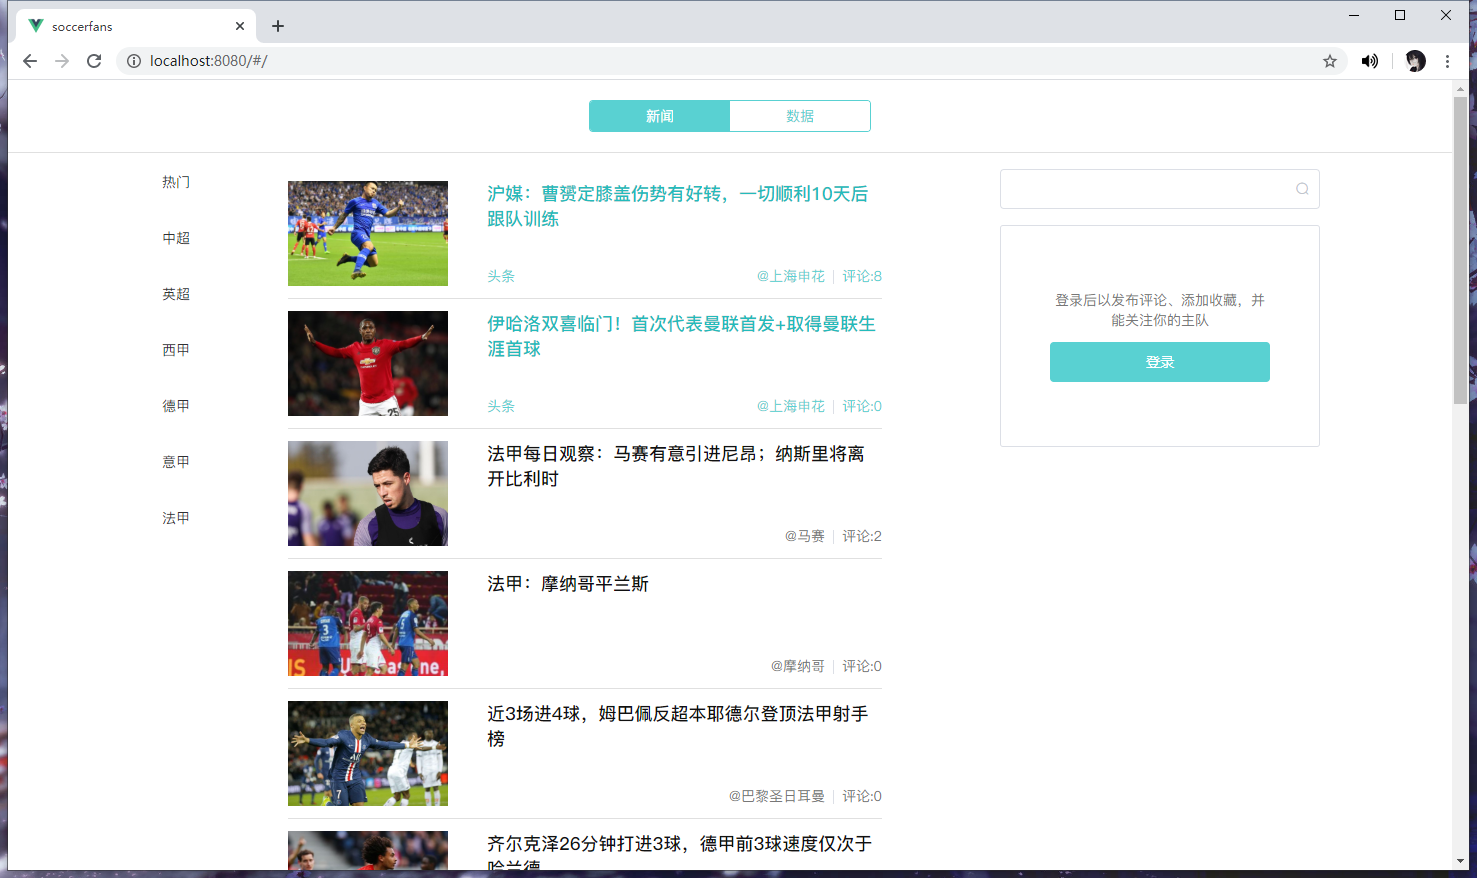 soccerfans
localhost:8080/#/
新闻
数据
热门
中超
英超
西甲
德甲
意甲
法甲
沪媒：曹赟定膝盖伤势有好转，一切顺利10天后
跟队训练
头条
@上海申花
评论:8
伊哈洛双喜临门！首次代表曼联首发+取得曼联生
涯首球
头条
@上海申花
评论:0
法甲每日观察：马赛有意引进尼昂；纳斯里将离
开比利时
@马赛
评论:2
法甲：摩纳哥平兰斯
@摩纳哥
评论:0
近3场进4球，姆巴佩反超本耶德尔登顶法甲射手
榜
@巴黎圣日耳曼
评论:0
齐尔克泽26分钟打进3球，德甲前3球速度仅次于
哈兰德
登录后以发布评论、添加收藏，并
能关注你的主队
登录